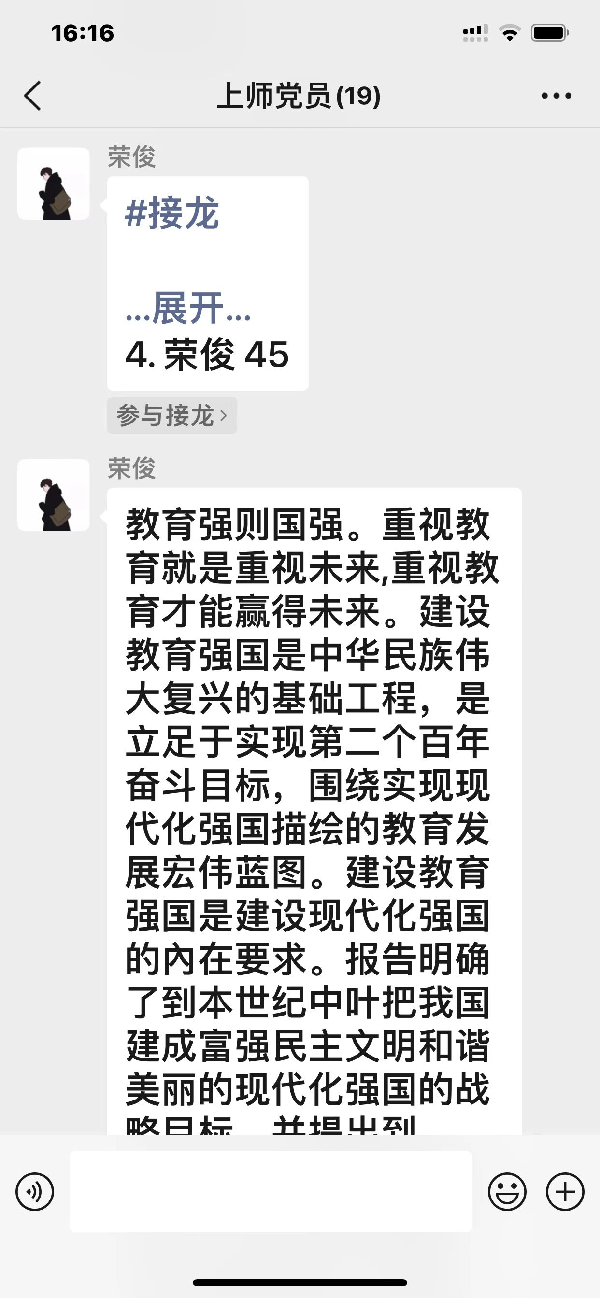 16:16
上师党员(19)
荣俊
#接龙
...展开...
4. 荣俊 45
参与接龙
荣俊
教育强则国强。重视教
育就是重视未来,重视教
育才能赢得未来。建设
教育强国是中华民族伟
大复兴的基础工程，是
立足于实现第二个百年
奋斗目标，围绕实现现
代化强国描绘的教育发
展宏伟蓝图。建设教育
强国是建设现代化强国
的內在要求。报告明确
了到本世纪中叶把我国
建成富强民主文明和谐
美丽的现代化强国的战
略目标，并提出到